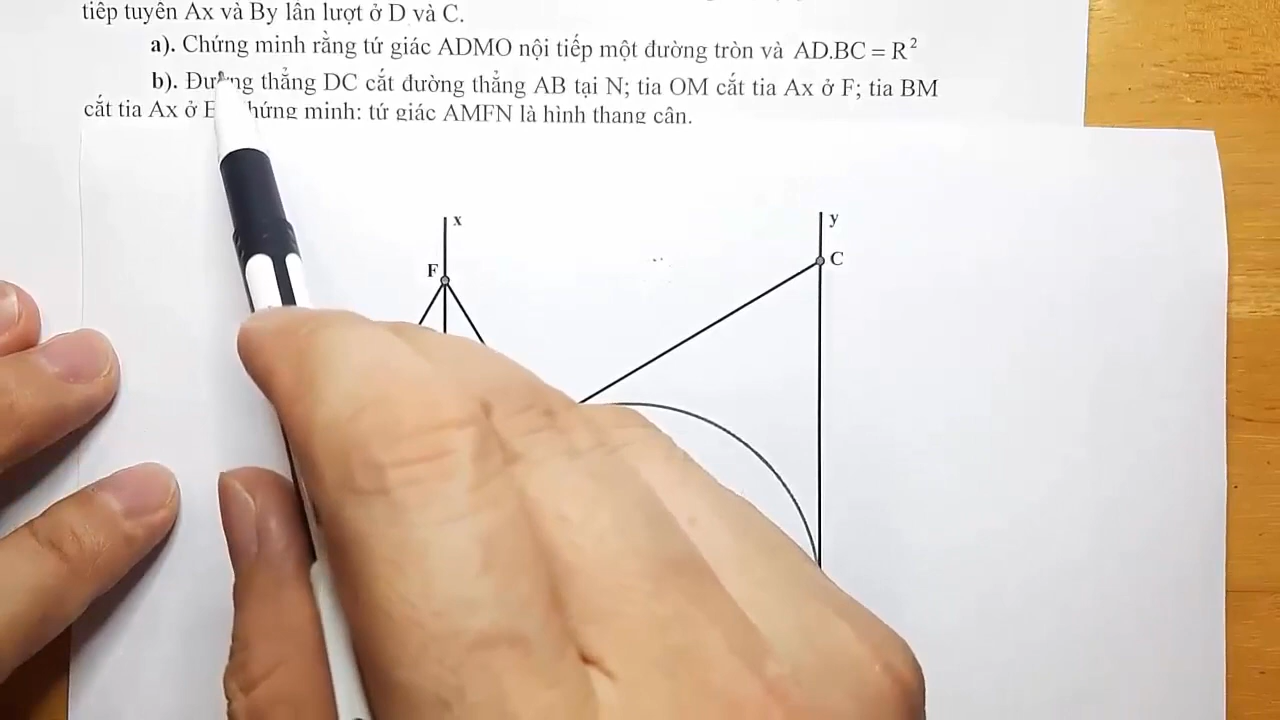 tiếp tuyến Ax và By lần lượt ở D và C.
a). Chứng minh rằng tứ giác ADMO nội tiếp một đường tròn và AD.BC = R²
b). thẳng DC cắt đường thẳng AB tại N; tia OM cắt tia Ax ở F; tia BM
cắt tia Ax ở minh: tứ giác AMFN là hình thang cân.
x
y
F
C